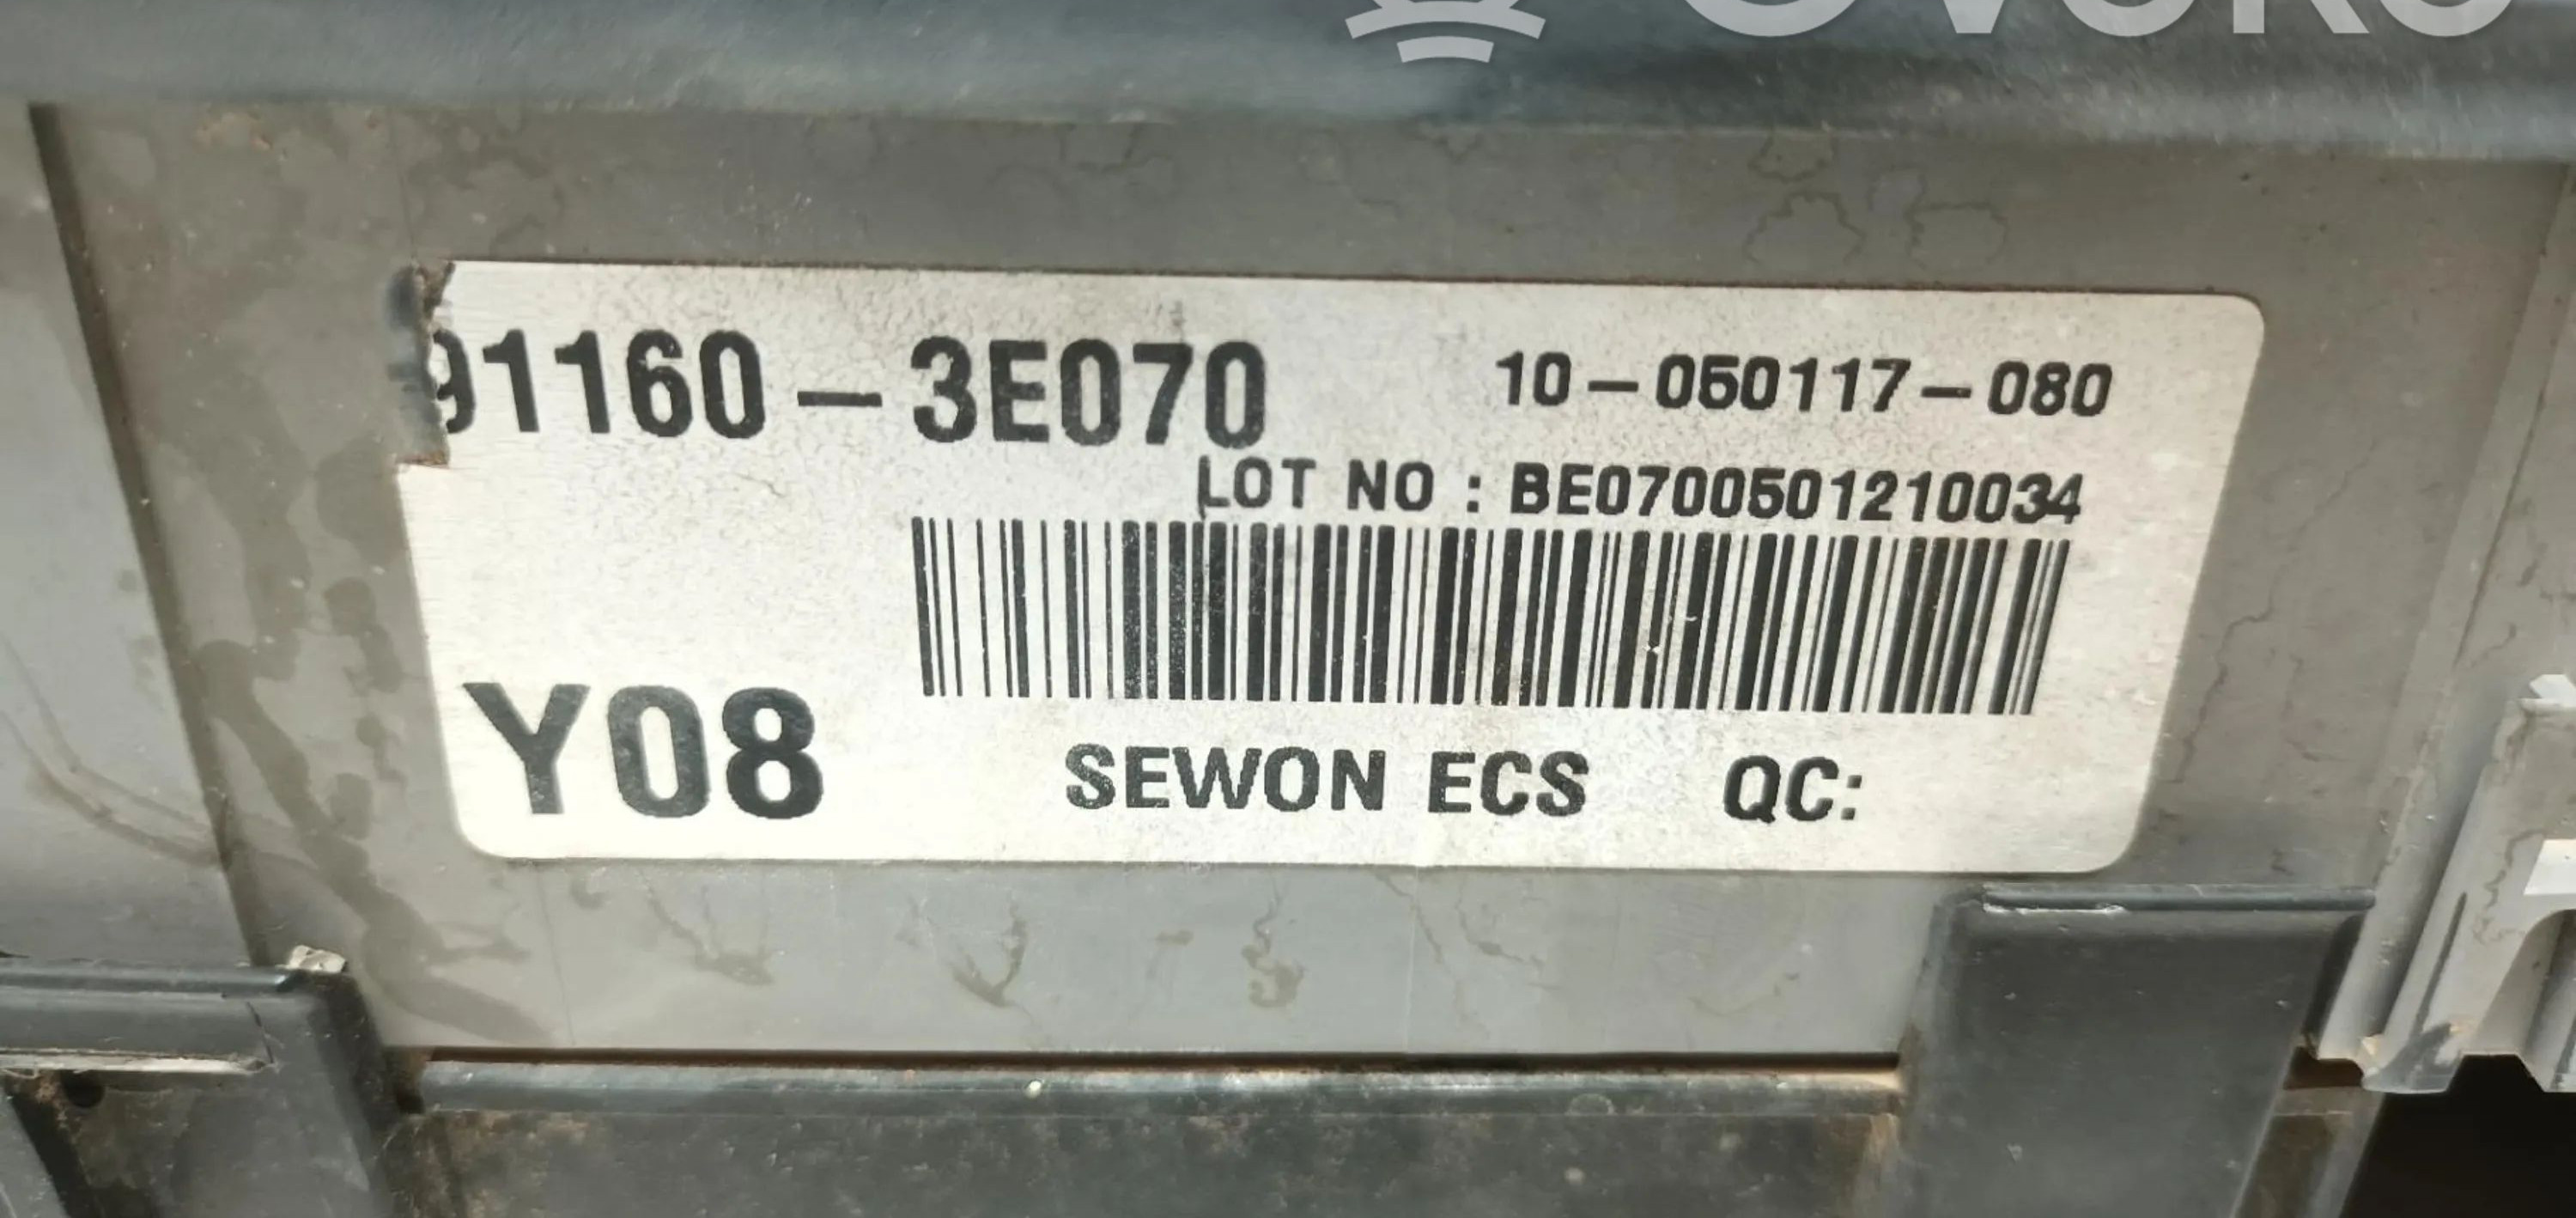 91160-3E070 10-050117-080
LOT NO : BE0700501210034
Y08
SEWON ECS QC: